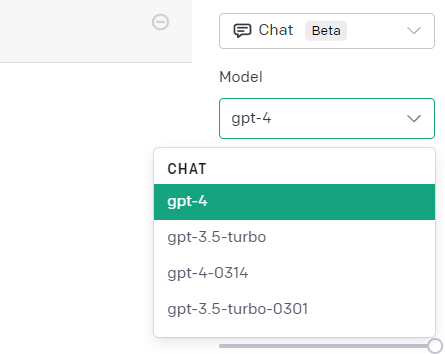 Chat Beta
Model
gpt-4
CHAT
gpt-4
gpt-3.5-turbo
gpt-4-0314
gpt-3.5-turbo-0301